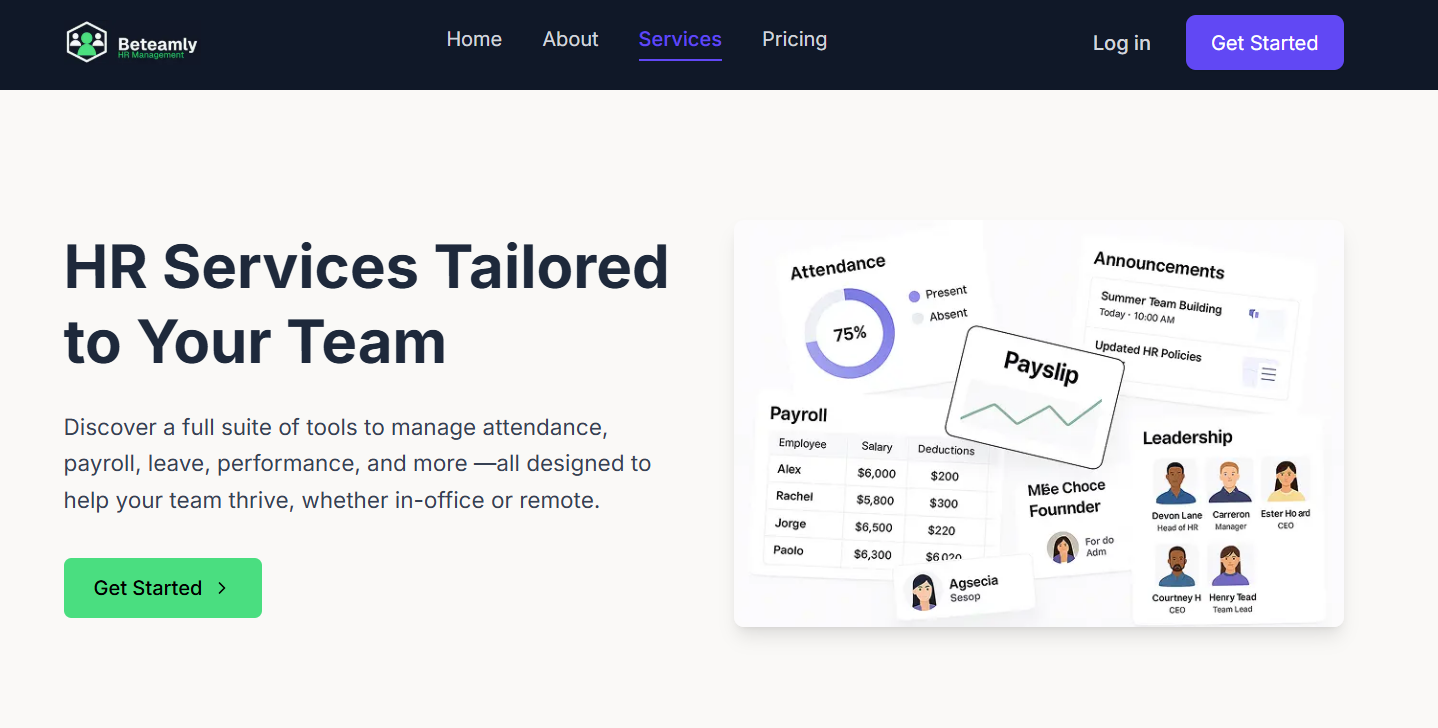 Beteamly
HR Management
Home
About
Services
Pricing
Log in
Get Started
HR Services Tailored
to Your Team
Discover a full suite of tools to manage attendance,
payroll, leave, performance, and more —all designed to
help your team thrive, whether in-office or remote.
Get Started
Attendance
75%
Present
Absent
Announcements
Summer Team Building
Today · 10:00 AM
Updated HR Policies
Payslip
Payroll
Employee Salary Deductions
Alex $6,000 $200
Rachel $5,800 $300
Jorge $6,500 $220
Paolo $6,300
Choce
Founnder
For do
Adm
Agsecia
Sesop
Leadership
Devon Lane
Head of HR
Carreron
Manager
Ester Ho ard
CEO
Courtney H
CEO
Henry Tead
Team Lead